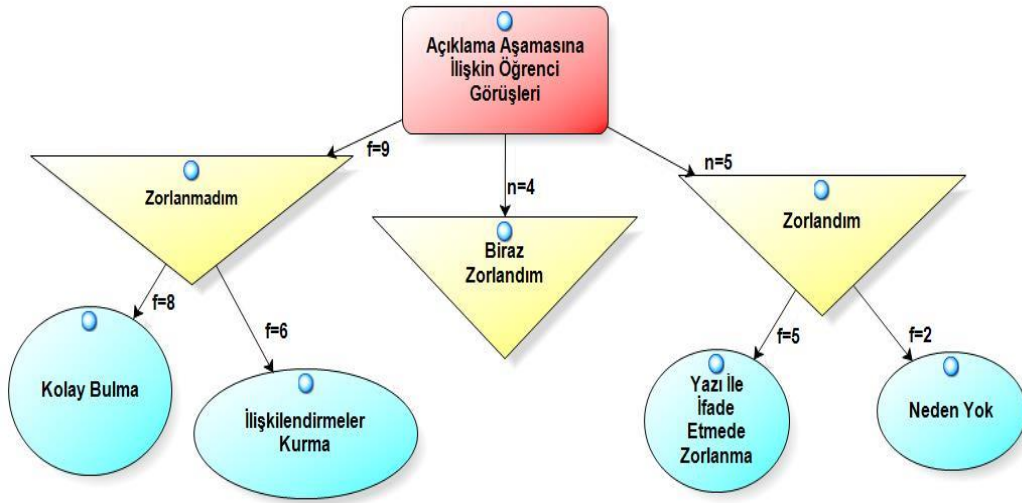 Açıklama Aşamasına
İlişkin Öğrenci
Görüşleri
f=9
n=4
n=5
Zorlanmadım
Biraz
Zorlandım
Zorlandım
f=8
f=6
f=5
f=2
Kolay Bulma
İlişkilendirmeler
Kurma
Yazı İle
İfade
Etmede
Zorlanma
Neden Yok